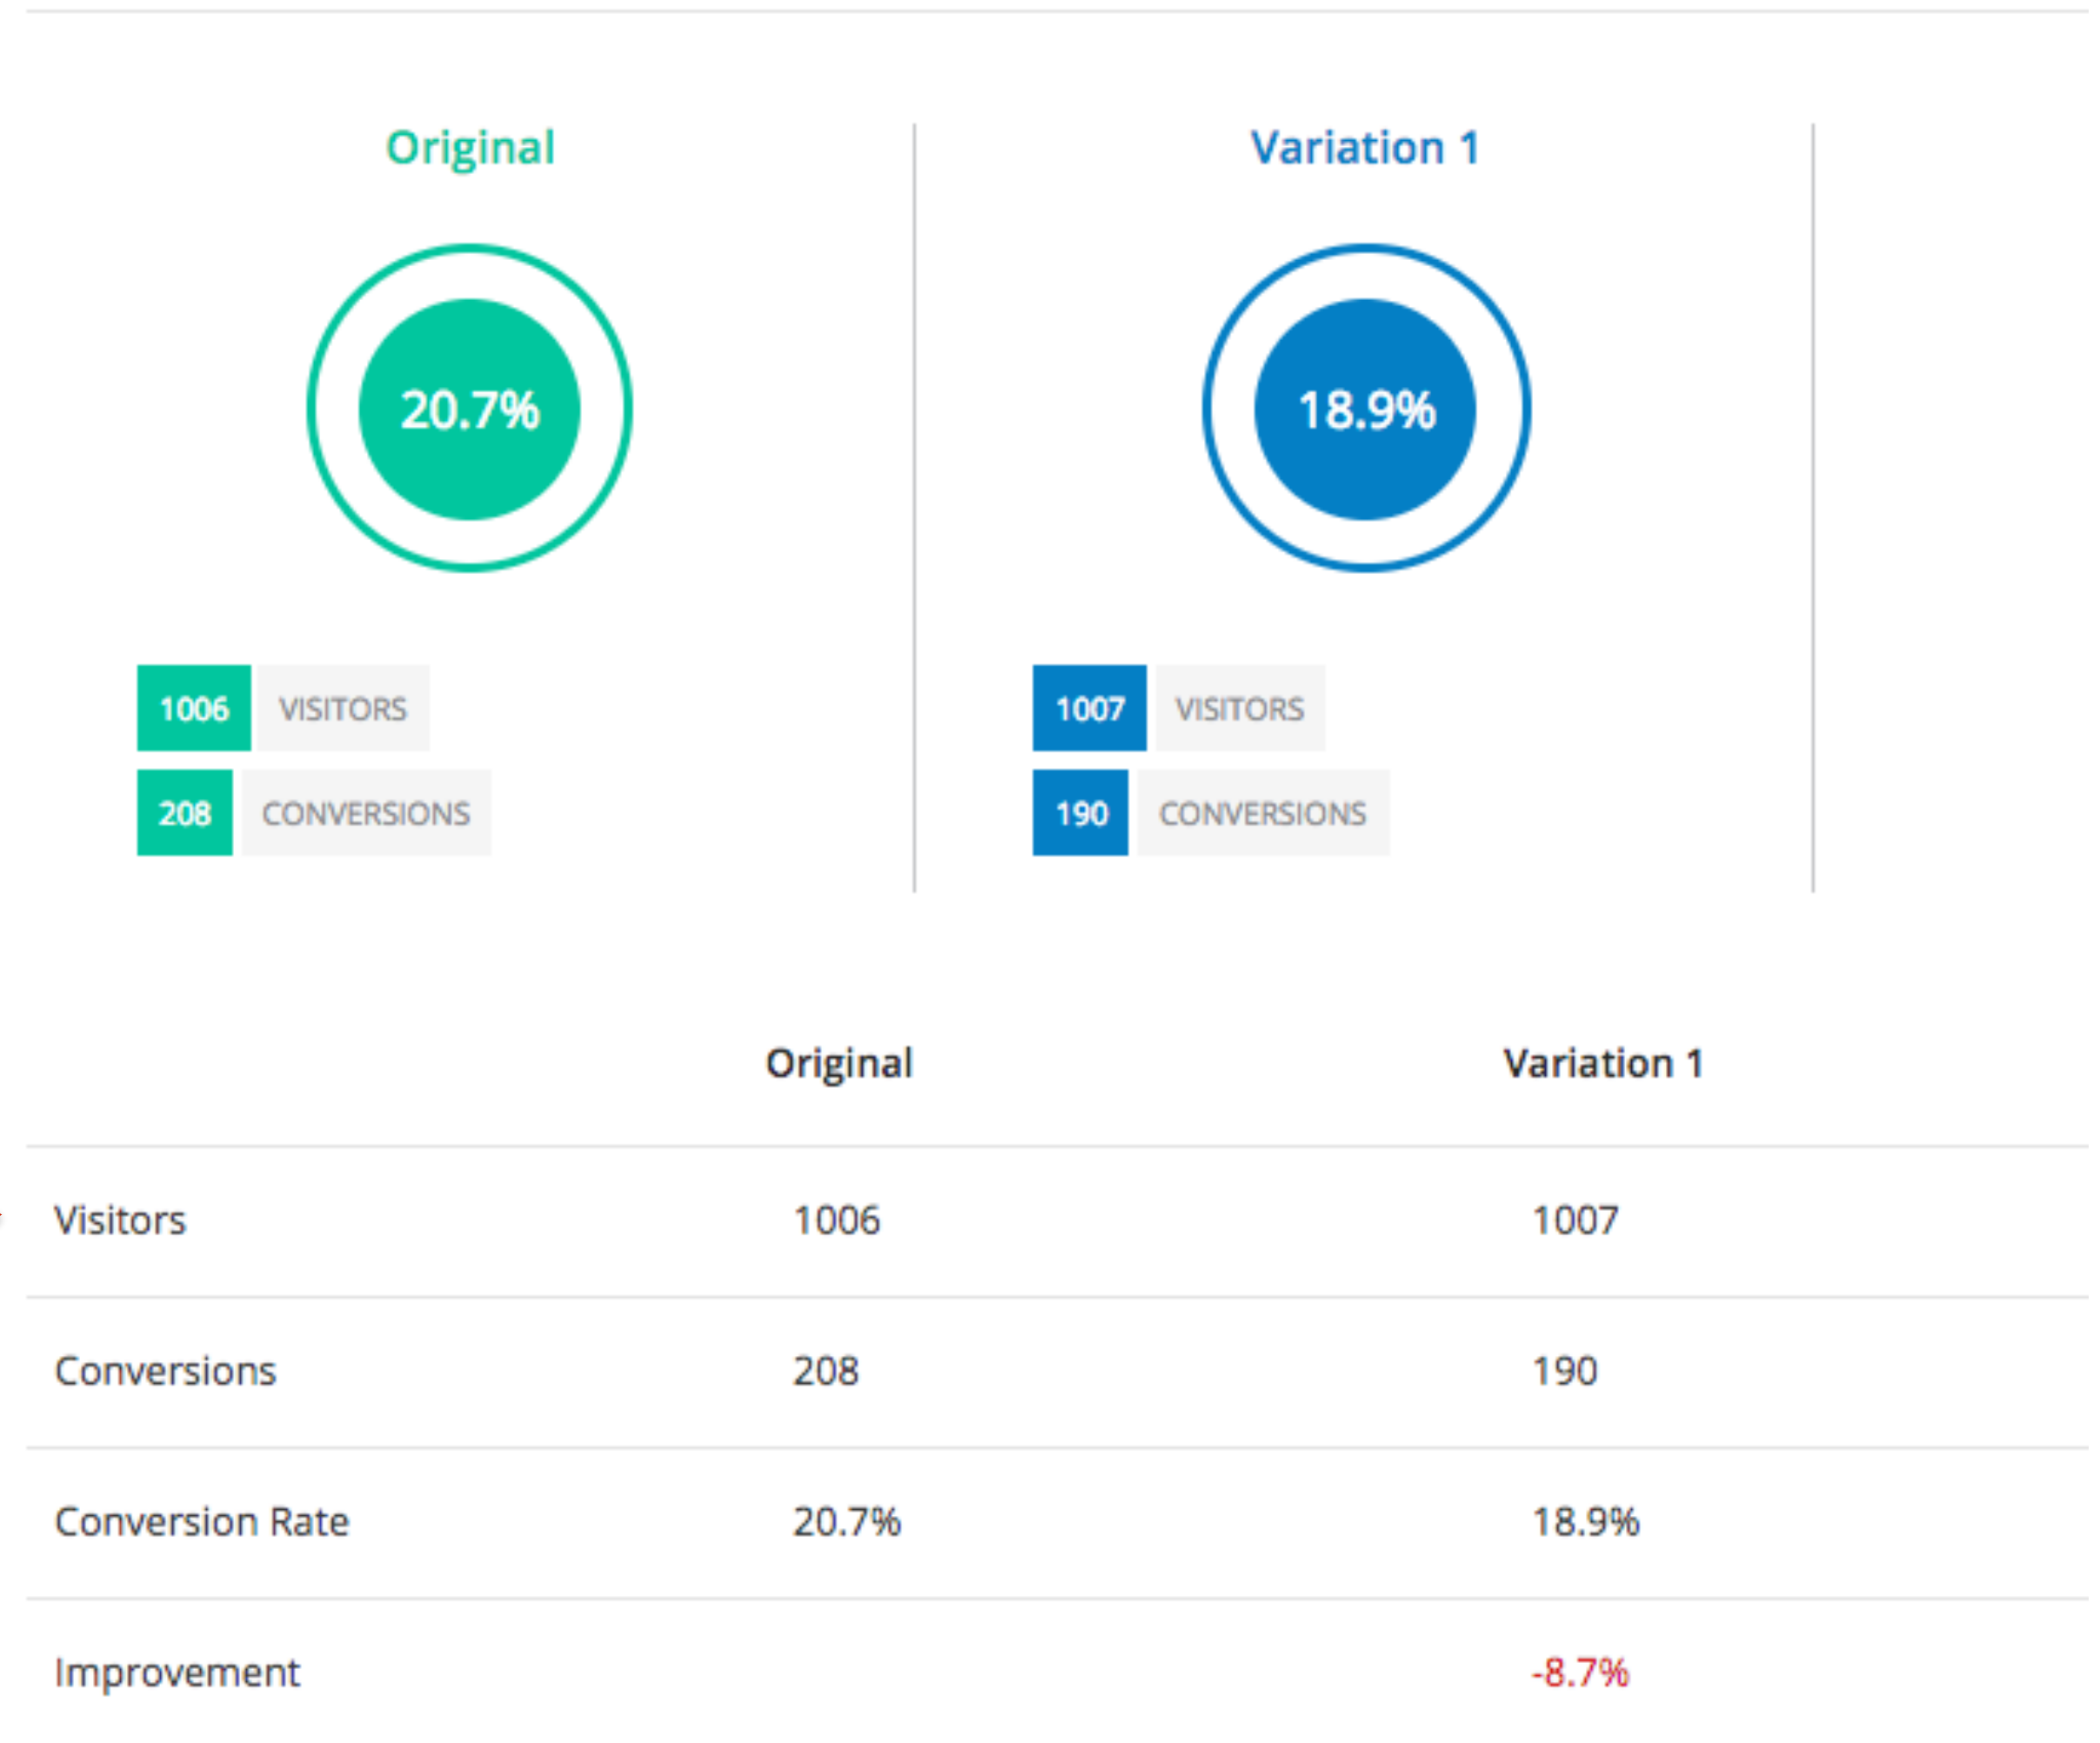 Original
Variation 1
20.7%
18.9%
1006 VISITORS
1007 VISITORS
208 CONVERSIONS
190 CONVERSIONS
Original Variation 1
Visitors 1006 1007
Conversions 208 190
Conversion Rate 20.7% 18.9%
Improvement -8.7%